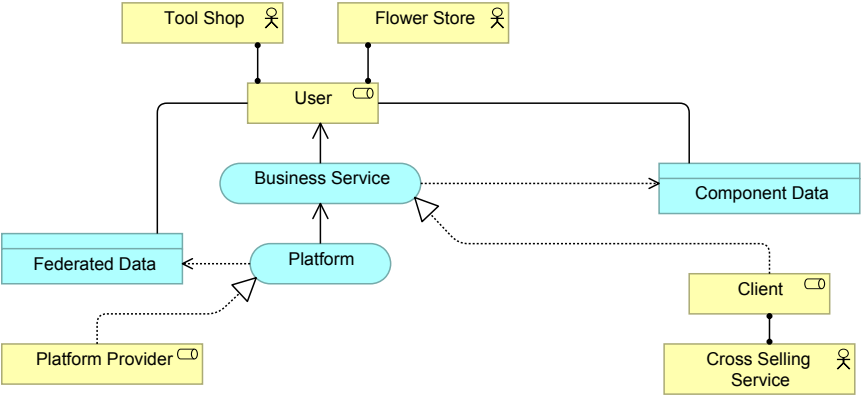 Tool Shop
Flower Store
User
Business Service
Component Data
Federated Data
Platform
Client
Platform Provider
Cross Selling
Service